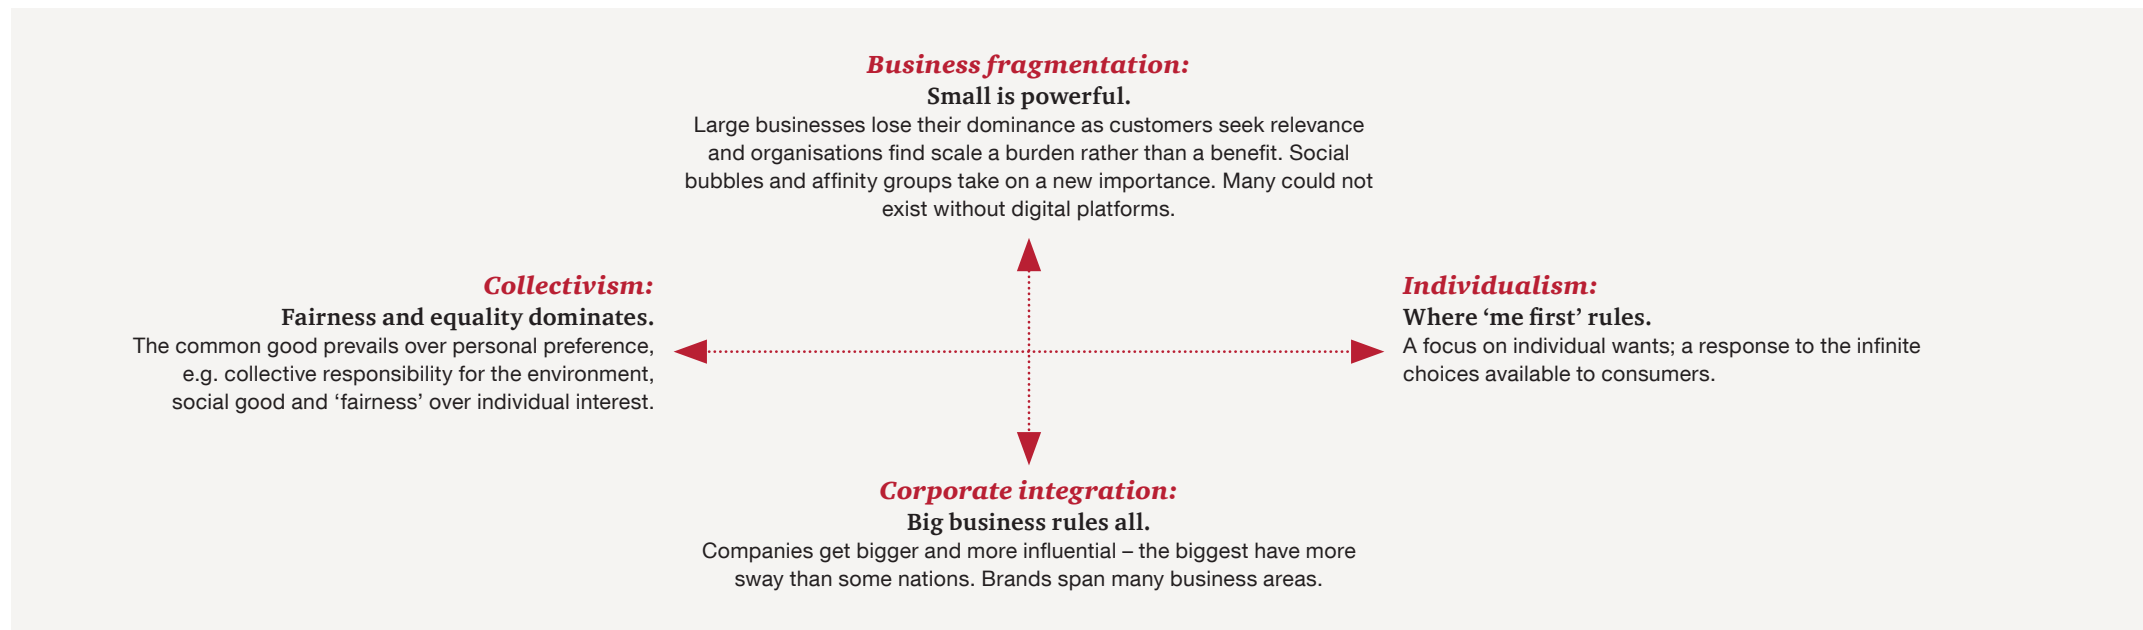 Business fragmentation:
Small is powerful.
Large businesses lose their dominance as customers seek relevance
and organisations find scale a burden rather than a benefit. Social
bubbles and affinity groups take on a new importance. Many could not
exist without digital platforms.
Collectivism:
Fairness and equality dominates.
The common good prevails over personal preference,
e.g. collective responsibility for the environment,
social good and ‘fairness’ over individual interest.
Individualism:
Where ‘me first’ rules.
A focus on individual wants; a response to the infinite
choices available to consumers.
Corporate integration:
Big business rules all.
Companies get bigger and more influential – the biggest have more
sway than some nations. Brands span many business areas.